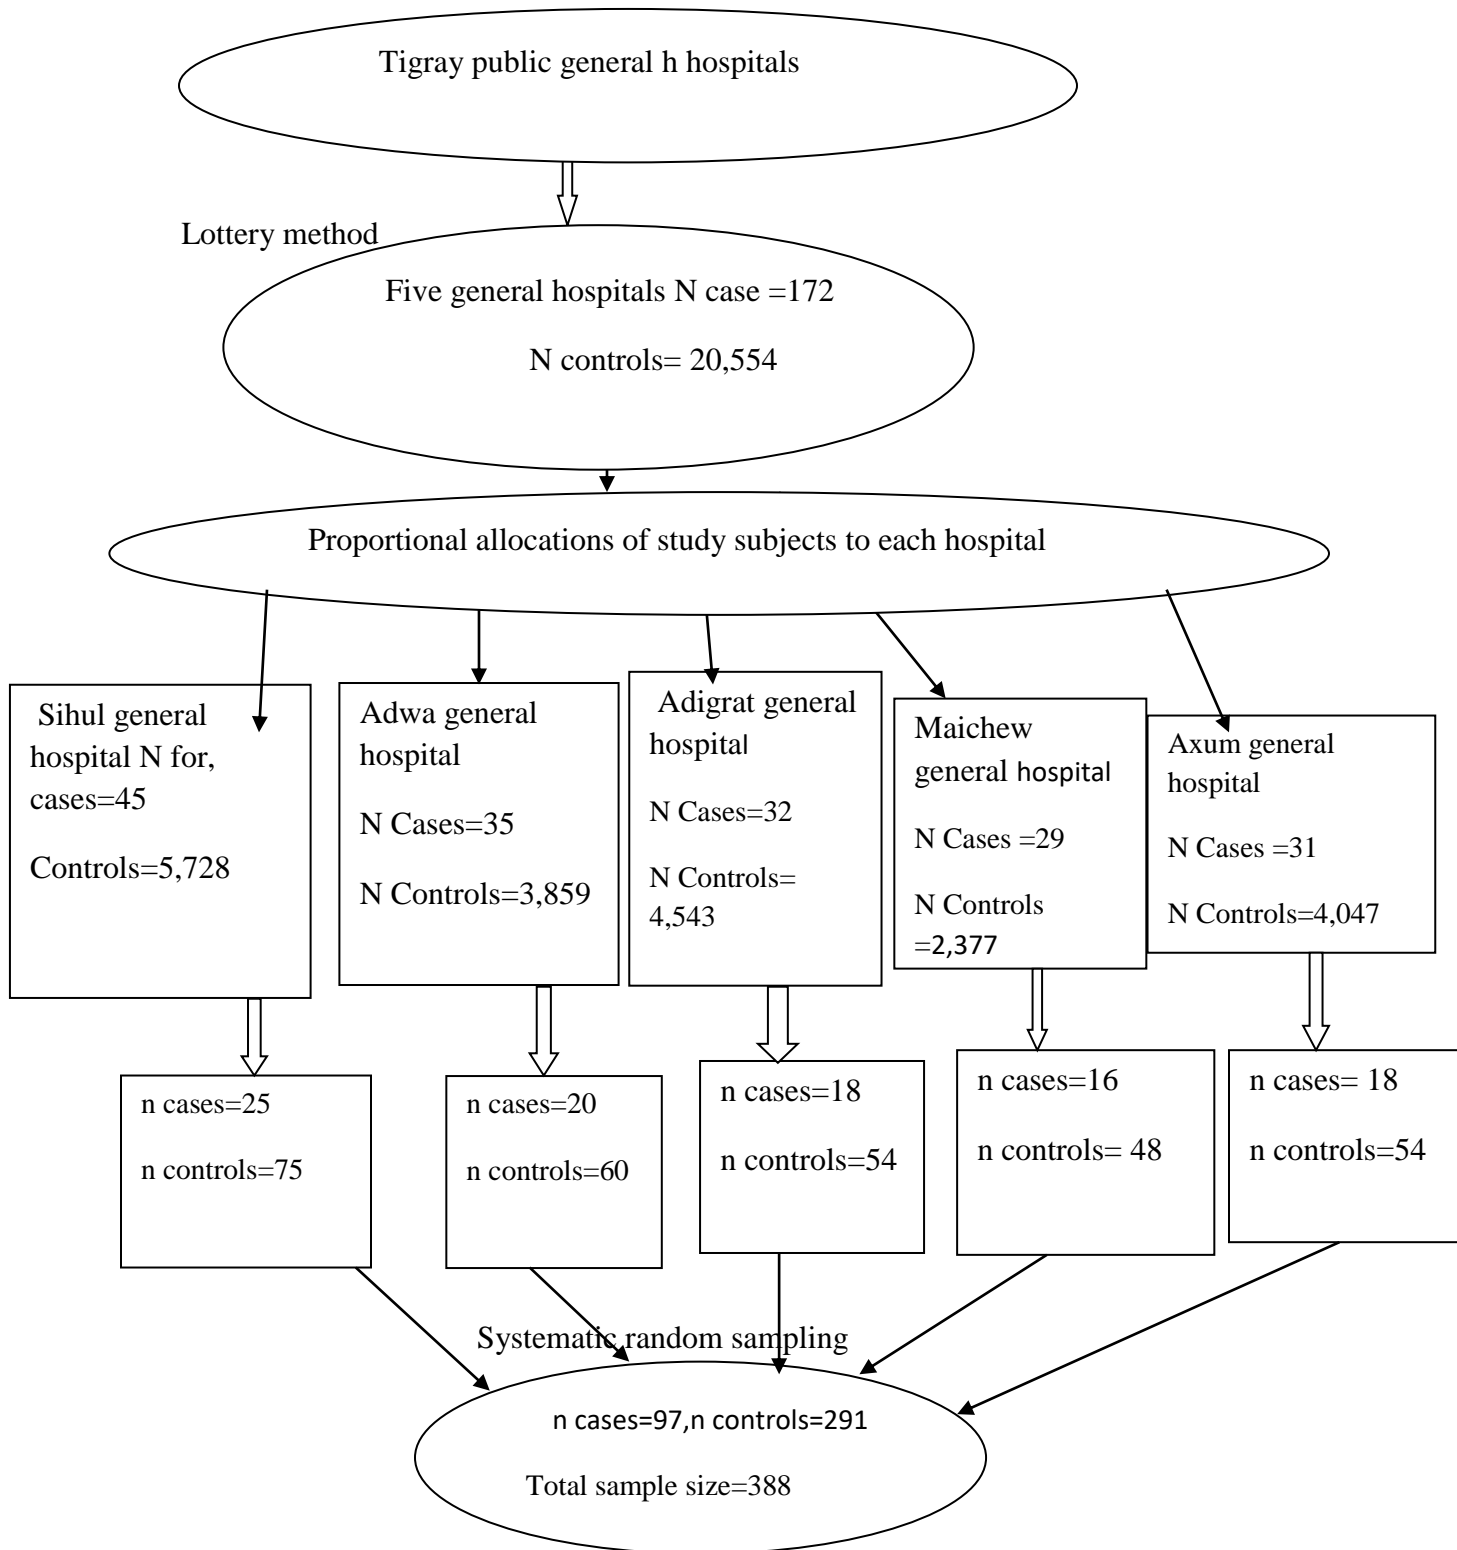 Tigray public general h hospitals
Lottery method
Five general hospitals N case =172
N controls= 20,554
Proportional allocations of study subjects to each hospital
Sihul general
hospital N for,
cases=45
Controls=5,728
Adwa general
hospital
N Cases=35
N Controls=3,859
Adigrat general
hospital
N Cases=32
N Controls=
4,543
Maichew
general hospital
N Cases =29
N Controls
=2,377
Axum general
hospital
N Cases =31
N Controls=4,047
n cases=25
n controls=75
n cases=20
n controls=60
n cases=18
n controls=54
n cases=16
n controls= 48
n cases= 18
n controls=54
Systematic random sampling
n cases=97,n controls=291
Total sample size=388